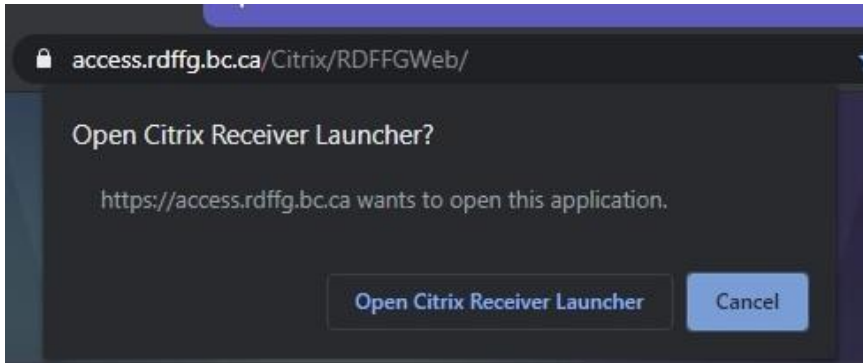 access.rdffg.bc.ca/Citrix/RDFFGWeb/
Open Citrix Receiver Launcher?
https://access.rdffg.bc.ca wants to open this application.
Open Citrix Receiver Launcher Cancel